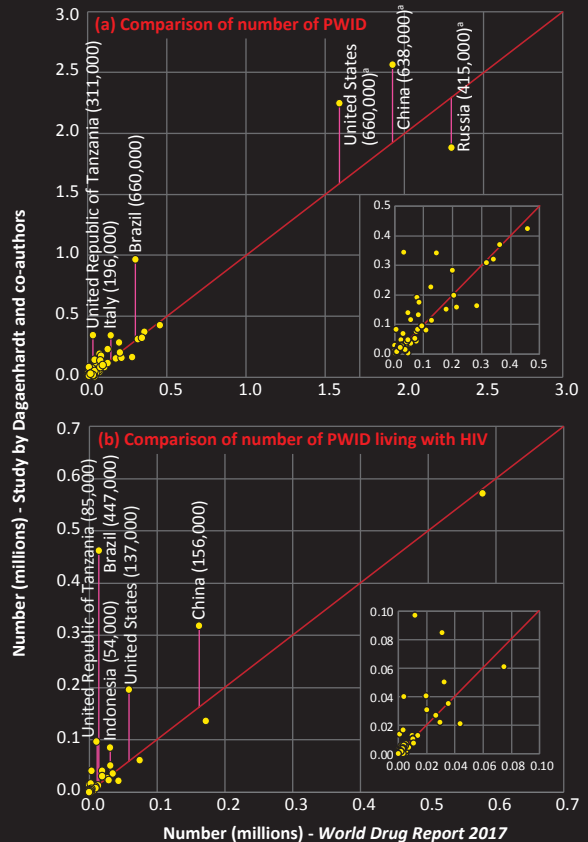 (a) Comparison of number of PWID
3.0
2.5
2.0
1.5
1.0
0.5
0.0
United Republic of Tanzania (311,000)
Italy (196,000)
Brazil (660,000)
United States
(660,000)ᵃ
China (638,000)ᵃ
Russia (415,000)ᵃ
0.5
0.4
0.3
0.2
0.1
0.0
0.0 0.1 0.2 0.3 0.4 0.5
0.0 0.5 1.0 1.5 2.0 2.5 3.0
Number (millions) - Study by Dagaenhardt and co-authors
(b) Comparison of number of PWID living with HIV
0.7
0.6
0.5
0.4
0.3
0.2
0.1
0.0
United Republic of Tanzania (85,000)
Brazil (447,000)
Indonesia (54,000)
United States (137,000)
China (156,000)
0.10
0.08
0.06
0.04
0.02
0.00
0.00 0.02 0.04 0.06 0.08 0.10
0.0 0.1 0.2 0.3 0.4 0.5 0.6 0.7
Number (millions) - World Drug Report 2017